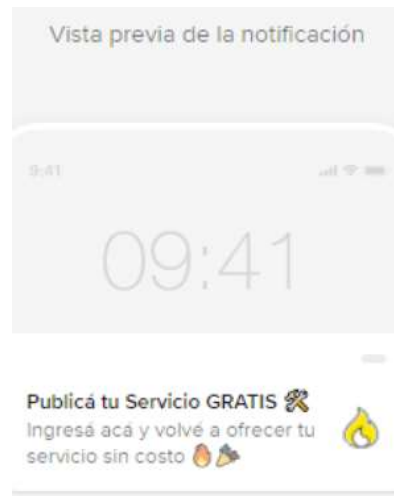 Vista previa de la notificación
9:41
09:41
Publicá tu Servicio GRATIS 🛠️
Ingresá acá y volvé a ofrecer tu
servicio sin costo 🔥🎉